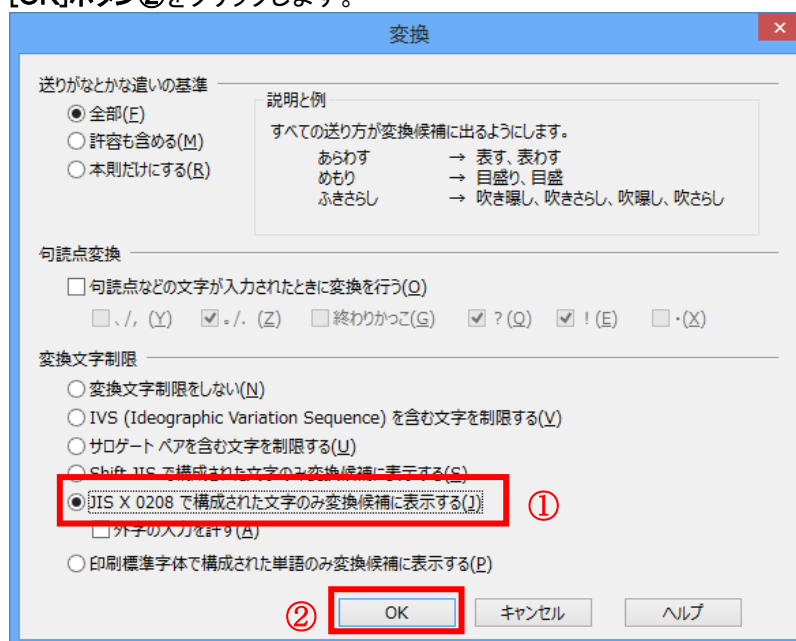 [OK]ボタン②をクリックします。
変換
送りがなとかな遣いの基準
全部(F)
許容も含める(M)
本則だけにする(R)
説明と例
すべての送り方が変換候補に出るようにします。
あらわす → 表す、表わす
めもり → 目盛り、目盛
ふきさらし → 吹き曝し、吹きさらし、吹曝し、吹さらし
句読点変換
句読点などの文字が入力されたときに変換を行う(O)
、/, (Y) 。/. (Z) 終わりかっこ(G) ? (Q) ! (E) ・(X)
変換文字制限
変換文字制限をしない(N)
IVS (Ideographic Variation Sequence) を含む文字を制限する(V)
サロゲート ペアを含む文字を制限する(U)
Shift JIS で構成された文字のみ変換候補に表示する(S)
JIS X 0208 で構成された文字のみ変換候補に表示する(J) ①
外字の入力を許す(A)
印刷標準字体で構成された単語のみ変換候補に表示する(P)
② OK キャンセル ヘルプ